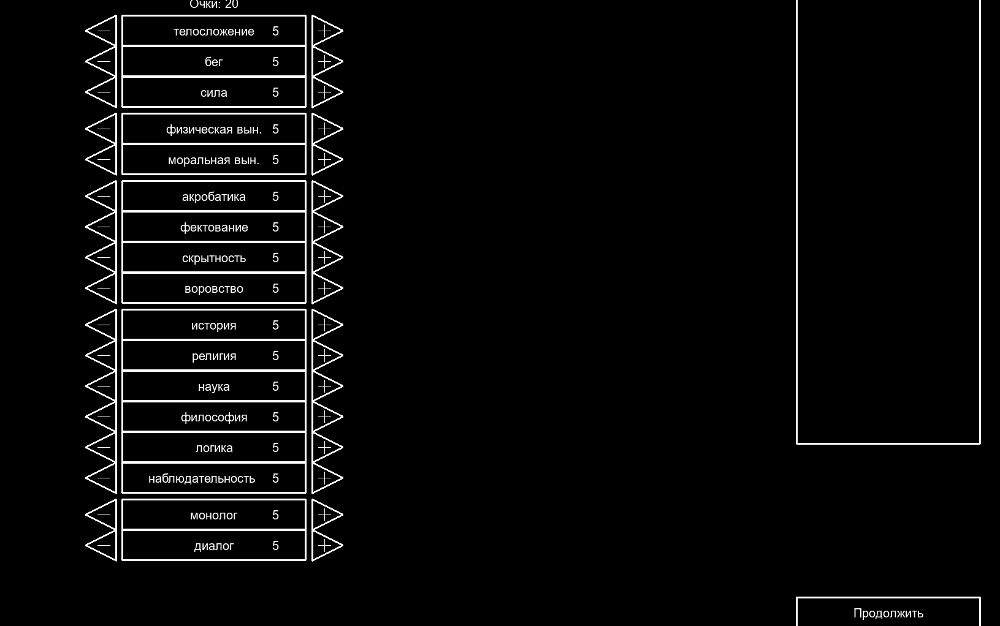 Очки: 20
телосложение 5
бег 5
сила 5
физическая вын. 5
моральная вын. 5
акробатика 5
фектование 5
скрытность 5
воровство 5
история 5
религия 5
наука 5
философия 5
логика 5
наблюдательность 5
монолог 5
диалог 5
Продолжить